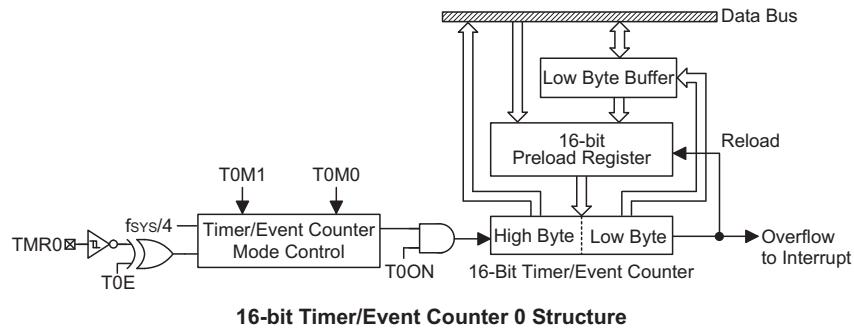 Data Bus
Low Byte Buffer
16-bit
Preload Register
Reload
T0M1
T0M0
fSYS/4
Timer/Event Counter
Mode Control
TMR0
T0E
T0ON
High Byte
Low Byte
16-Bit Timer/Event Counter
Overflow
to Interrupt
16-bit Timer/Event Counter 0 Structure